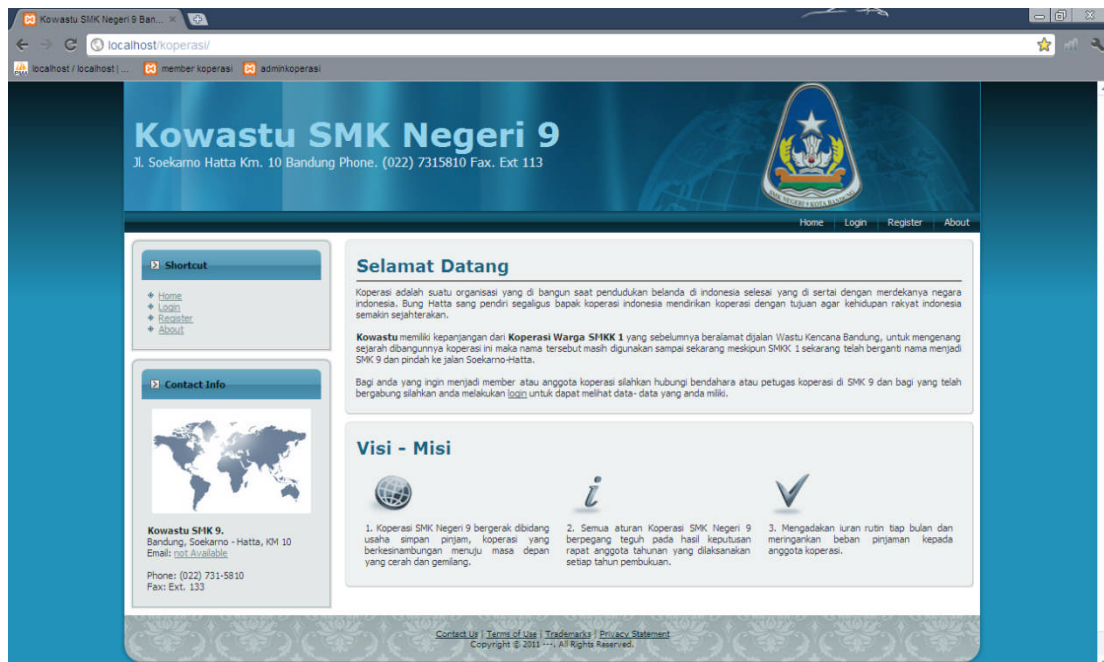 Kowastu SMK Negeri 9 Ban...
localhost/koperasi/
localhost / localhost | ...
member koperasi
adminkoperasi
Kowastu SMK Negeri 9
Jl. Soekarno Hatta Km. 10 Bandung Phone. (022) 7315810 Fax. Ext 113
SMK NEGERI 9 KOTA BANDUNG
Home Login Register About
Shortcut
Home
Login
Register
About
Contact Info
Kowastu SMK 9.
Bandung, Soekarno - Hatta, KM 10
Email: not Available
Phone: (022) 731-5810
Fax: Ext. 133
Selamat Datang
Koperasi adalah suatu organisasi yang di bangun saat pendudukan belanda di indonesia selesai yang di sertai dengan merdekanya negara
indonesia. Bung Hatta sang pendiri segaligus bapak koperasi indonesia mendirikan koperasi dengan tujuan agar kehidupan rakyat indonesia
semakin sejahterakan.
Kowastu memiliki kepanjangan dari Koperasi Warga SMKK 1 yang sebelumnya beralamat dijalan Wastu Kencana Bandung, untuk mengenang
sejarah dibangunnya koperasi ini maka nama tersebut masih digunakan sampai sekarang meskipun SMKK 1 sekarang telah berganti nama menjadi
SMK 9 dan pindah ke jalan Soekarno-Hatta.
Bagi anda yang ingin menjadi member atau anggota koperasi silahkan hubungi bendahara atau petugas koperasi di SMK 9 dan bagi yang telah
bergabung silahkan anda melakukan login untuk dapat melihat data- data yang anda miliki.
Visi - Misi
1. Koperasi SMK Negeri 9 bergerak dibidang
usaha simpan pinjam, koperasi yang
berkesinambungan menuju masa depan
yang cerah dan gemilang.
2. Semua aturan Koperasi SMK Negeri 9
berpegang teguh pada hasil keputusan
rapat anggota tahunan yang dilaksanakan
setiap tahun pembukuan.
3. Mengadakan iuran rutin tiap bulan dan
meringankan beban pinjaman kepada
anggota koperasi.
Contact Us | Terms of Use | Trademarks | Privacy Statement
Copyright © 2011 ---. All Rights Reserved.